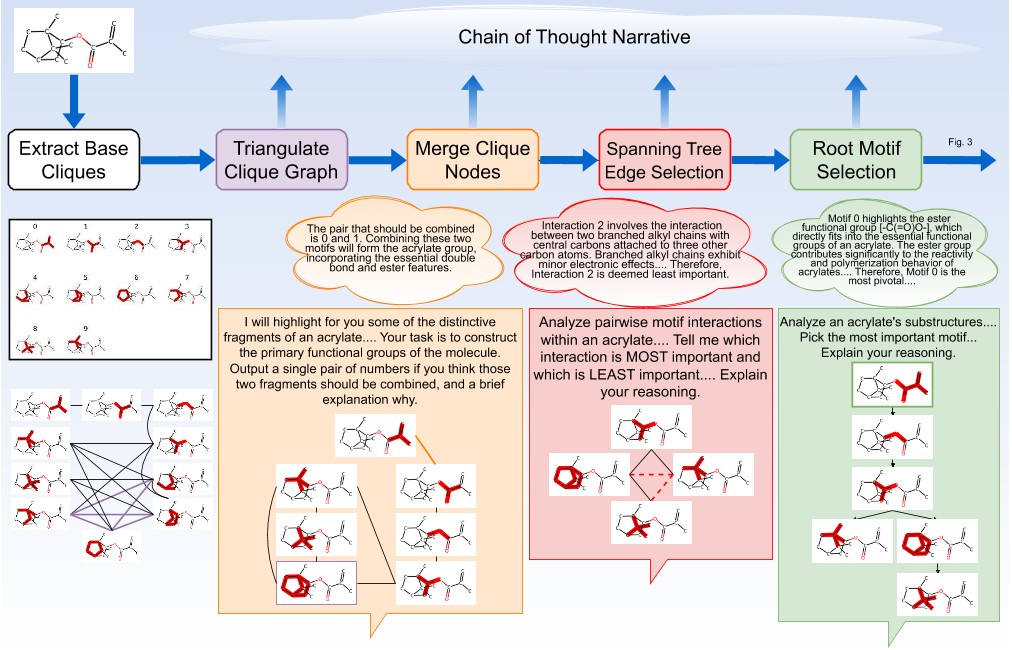 Chain of Thought Narrative
Extract Base
Cliques
Triangulate
Clique Graph
Merge Clique
Nodes
Spanning Tree
Edge Selection
Root Motif
Selection
Fig. 3
The pair that should be combined
is 0 and 1. Combining these two
motifs will form the acrylate group,
incorporating the essential double
bond and ester features.
Interaction 2 involves the interaction
between two branched alkyl chains with
central carbons attached to three other
carbon atoms. Branched alkyl chains exhibit
minor electronic effects.... Therefore,
Interaction 2 is deemed least important.
Motif 0 highlights the ester
functional group [-C(=O)O-], which
directly fits into the essential functional
groups of an acrylate. The ester group
contributes significantly to the reactivity
and polymerization behavior of
acrylates.... Therefore, Motif 0 is the
most pivotal....
0 1 2 3
4 5 6 7
8 9
I will highlight for you some of the distinctive
fragments of an acrylate.... Your task is to construct
the primary functional groups of the molecule.
Output a single pair of numbers if you think those
two fragments should be combined, and a brief
explanation why.
Analyze pairwise motif interactions
within an acrylate.... Tell me which
interaction is MOST important and
which is LEAST important.... Explain
your reasoning.
Analyze an acrylate's substructures....
Pick the most important motif...
Explain your reasoning.